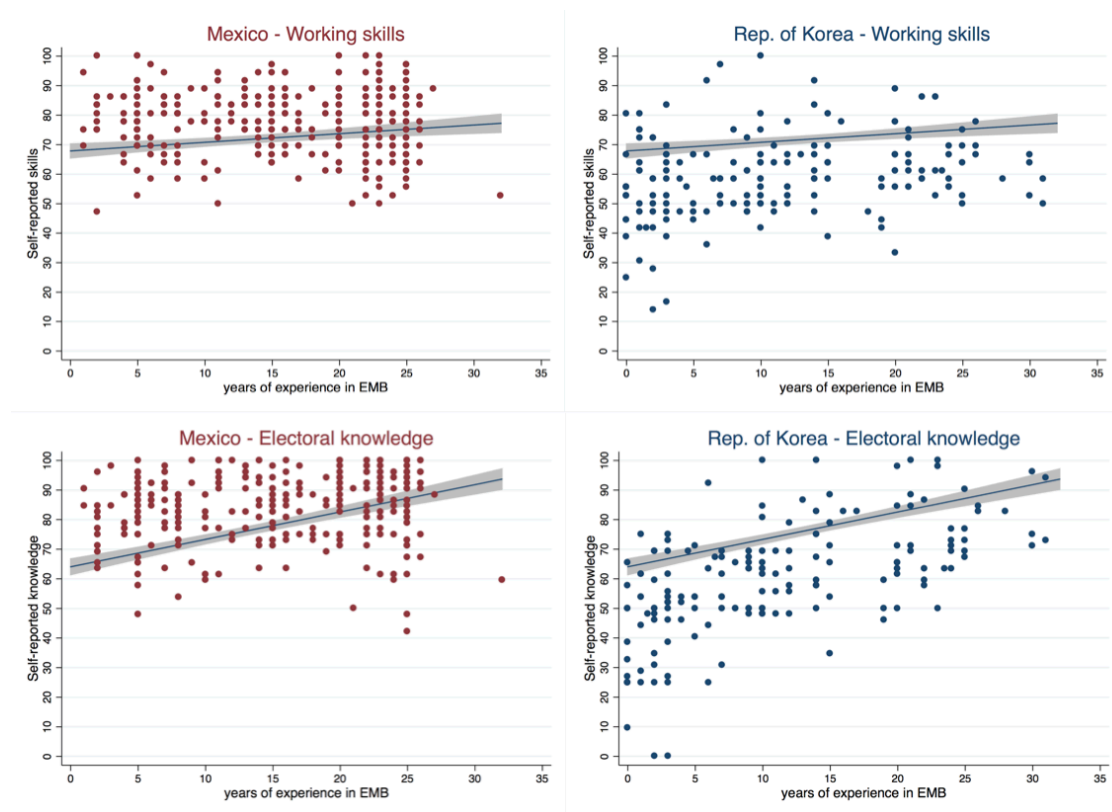 Mexico - Working skills
Self-reported skills
100
90
80
70
60
50
40
30
20
10
0
0 5 10 15 20 25 30 35
years of experience in EMB
Rep. of Korea - Working skills
Self-reported skills
100
90
80
70
60
50
40
30
20
10
0
0 5 10 15 20 25 30 35
years of experience in EMB
Mexico - Electoral knowledge
Self-reported knowledge
100
90
80
70
60
50
40
30
20
10
0
0 5 10 15 20 25 30 35
years of experience in EMB
Rep. of Korea - Electoral knowledge
Self-reported knowledge
100
90
80
70
60
50
40
30
20
10
0
0 5 10 15 20 25 30 35
years of experience in EMB